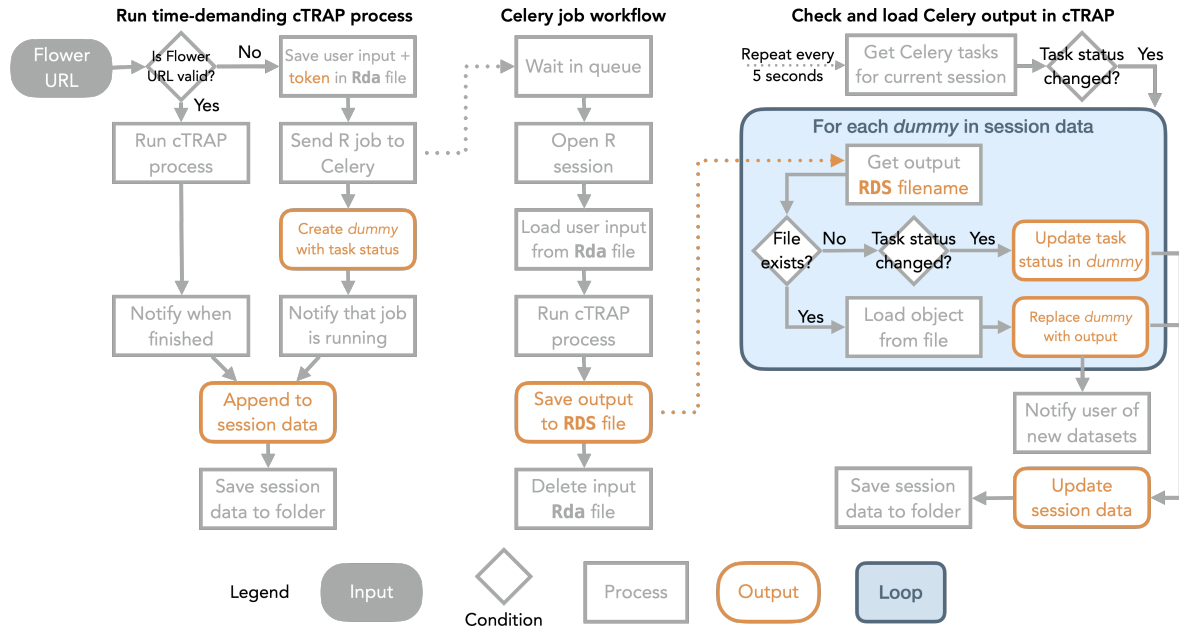 Run time-demanding cTRAP process
Flower
URL
Is Flower
URL valid?
No
Yes
Save user input +
token in Rda file
Run cTRAP
process
Send R job to
Celery
Create dummy
with task status
Notify when
finished
Notify that job
is running
Append to
session data
Save session
data to folder
Celery job workflow
Wait in queue
Open R
session
Load user input
from Rda file
Run cTRAP
process
Save output
to RDS file
Delete input
Rda file
Check and load Celery output in cTRAP
Repeat every
5 seconds
Get Celery tasks
for current session
Task status
changed?
Yes
For each dummy in session data
Get output
RDS filename
File
exists?
No
Task status
changed?
Yes
Update task
status in dummy
Yes
Load object
from file
Replace dummy
with output
Notify user of
new datasets
Save session
data to folder
Update
session data
Legend
Input
Condition
Process
Output
Loop